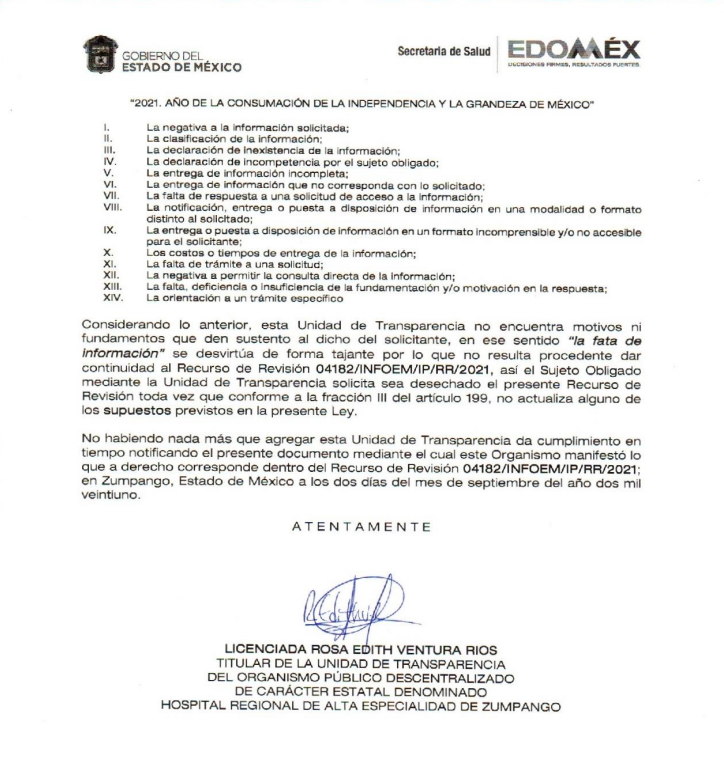 GOBIERNO DEL
ESTADO DE MÉXICO
Secretaria de Salud
EDOMÉX
DECISIONES FIRMES, RESULTADOS FUERTES.
"2021. AÑO DE LA CONSUMACIÓN DE LA INDEPENDENCIA Y LA GRANDEZA DE MÉXICO"
I. La negativa a la información solicitada;
II. La clasificación de la información;
III. La declaración de inexistencia de la información;
IV. La declaración de incompetencia por el sujeto obligado;
V. La entrega de información incompleta;
VI. La entrega de información que no corresponda con lo solicitado;
VII. La falta de respuesta a una solicitud de acceso a la información;
VIII. La notificación, entrega o puesta a disposición de información en una modalidad o formato
distinto al solicitado;
IX. La entrega o puesta a disposición de información en un formato incomprensible y/o no accesible
para el solicitante;
X. Los costos o tiempos de entrega de la información;
XI. La falta de trámite a una solicitud;
XII. La negativa a permitir la consulta directa de la información;
XIII. La falta, deficiencia o insuficiencia de la fundamentación y/o motivación en la respuesta;
XIV. La orientación a un trámite específico
Considerando lo anterior, esta Unidad de Transparencia no encuentra motivos ni
fundamentos que den sustento al dicho del solicitante, en ese sentido "la fata de
información" se desvirtúa de forma tajante por lo que no resulta procedente dar
continuidad al Recurso de Revisión 04182/INFOEM/IP/RR/2021, así el Sujeto Obligado
mediante la Unidad de Transparencia solicita sea desechado el presente Recurso de
Revisión toda vez que conforme a la fracción III del artículo 199, no actualiza alguno de
los supuestos previstos en la presente Ley.
No habiendo nada más que agregar esta Unidad de Transparencia da cumplimiento en
tiempo notificando el presente documento mediante el cual este Organismo manifestó lo
que a derecho corresponde dentro del Recurso de Revisión 04182/INFOEM/IP/RR/2021;
en Zumpango, Estado de México a los dos días del mes de septiembre del año dos mil
veintiuno.
A T E N T A M E N T E
LICENCIADA ROSA EDITH VENTURA RIOS
TITULAR DE LA UNIDAD DE TRANSPARENCIA
DEL ORGANISMO PÚBLICO DESCENTRALIZADO
DE CARÁCTER ESTATAL DENOMINADO
HOSPITAL REGIONAL DE ALTA ESPECIALIDAD DE ZUMPANGO